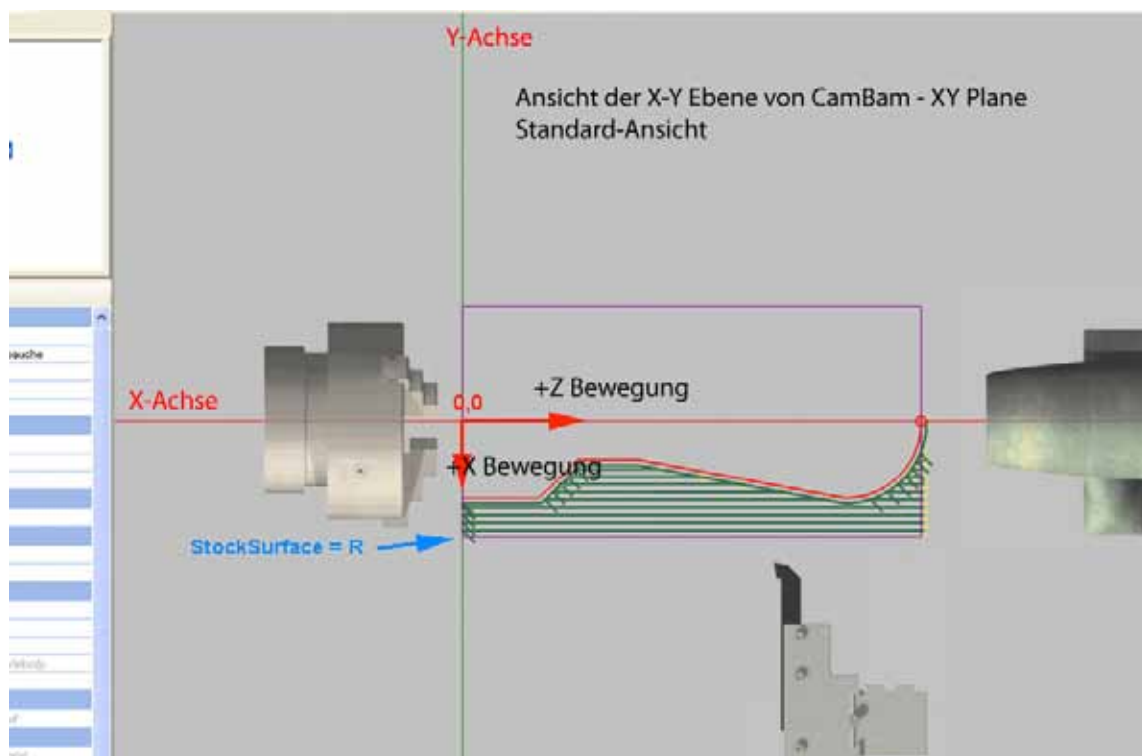 Y-Achse
Ansicht der X-Y Ebene von CamBam - XY Plane
Standard-Ansicht
X-Achse
0,0
+Z Bewegung
+X Bewegung
StockSurface = R